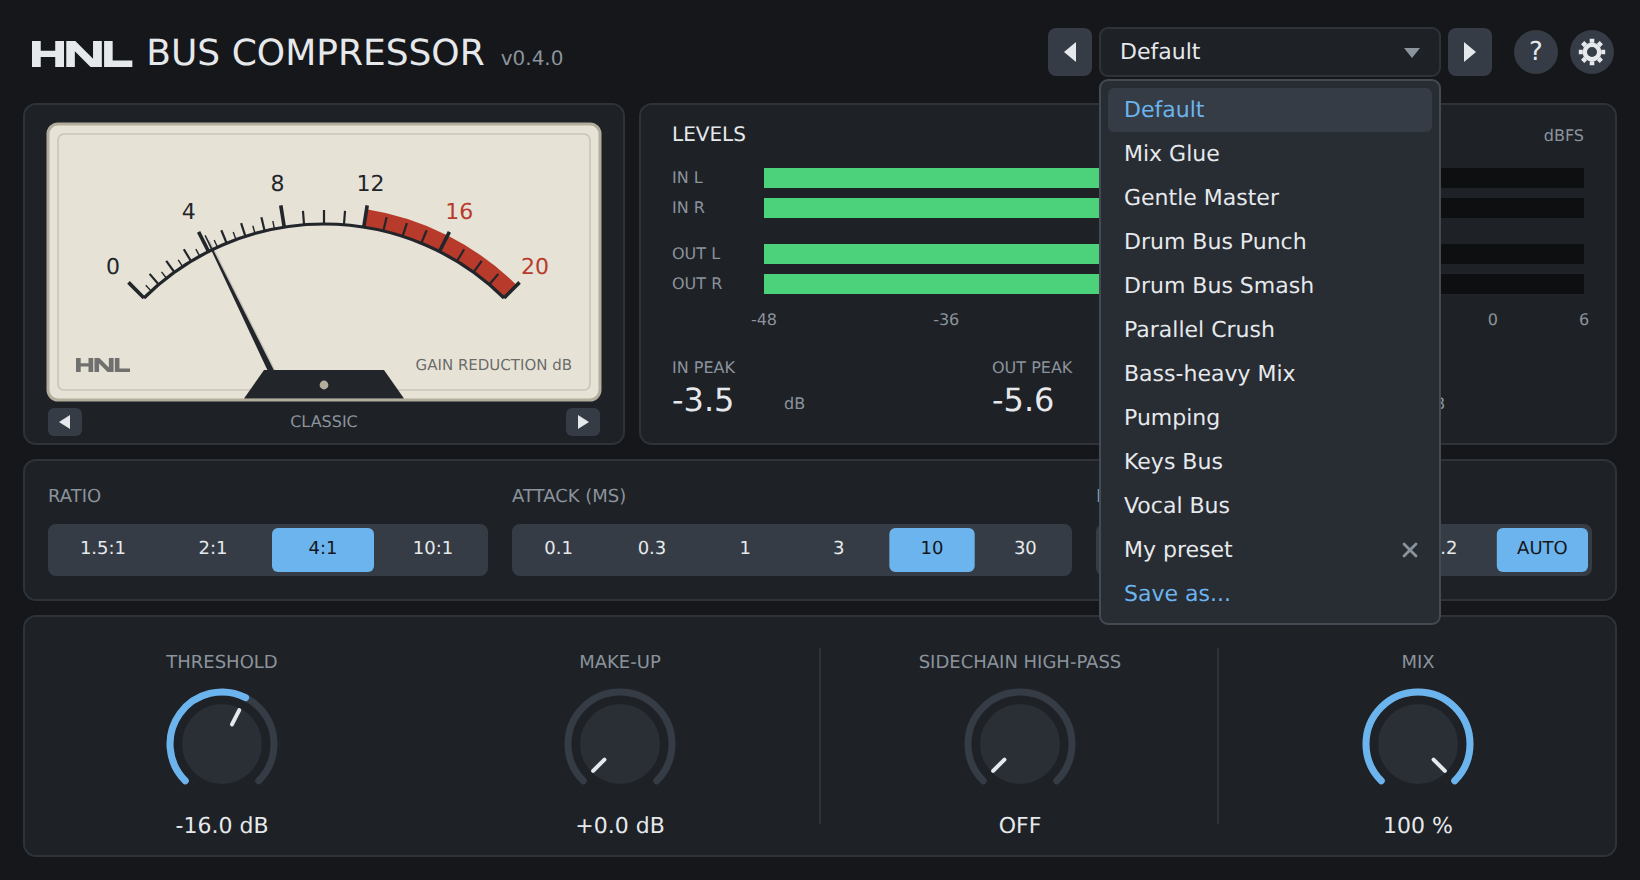 HNL BUS COMPRESSOR v0.4.0
Default
?
0 4 8 12 16 20
HNL
GAIN REDUCTION dB
CLASSIC
LEVELS
dBFS
IN L
IN R
OUT L
OUT R
-48 -36 0 6
IN PEAK
-3.5 dB
OUT PEAK
-5.6
Default
Mix Glue
Gentle Master
Drum Bus Punch
Drum Bus Smash
Parallel Crush
Bass-heavy Mix
Pumping
Keys Bus
Vocal Bus
My preset
Save as...
RATIO
1.5:1 2:1 4:1 10:1
ATTACK (MS)
0.1 0.3 1 3 10 30
.2 AUTO
THRESHOLD
-16.0 dB
MAKE-UP
+0.0 dB
SIDECHAIN HIGH-PASS
OFF
MIX
100 %